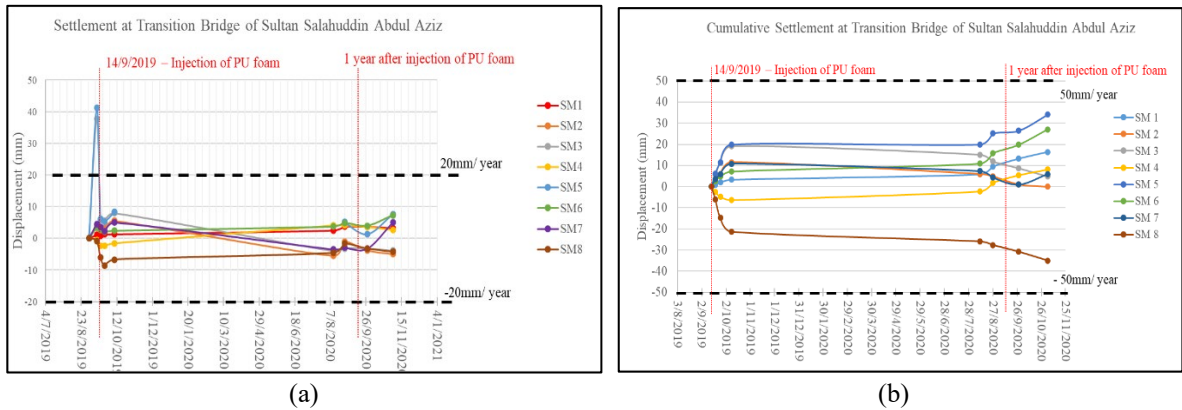 Settlement at Transition Bridge of Sultan Salahuddin Abdul Aziz
14/9/2019 – Injection of PU foam
1 year after injection of PU foam
Displacement (mm)
50
40
30
20
10
0
-10
-20
20mm/ year
-20mm/ year
4/7/2019
23/8/2019
12/10/2019
1/12/2019
20/1/2020
10/3/2020
29/4/2020
18/6/2020
7/8/2020
26/9/2020
15/11/2020
4/1/2021
SM1
SM2
SM3
SM4
SM5
SM6
SM7
SM8
(a)
Cumulative Settlement at Transition Bridge of Sultan Salahuddin Abdul Aziz
14/9/2019 – Injection of PU foam
1 year after injection of PU foam
Displacement (mm)
50
40
30
20
10
0
-10
-20
-30
-40
-50
50mm/ year
- 50mm/ year
3/8/2019
2/9/2019
2/10/2019
1/11/2019
1/12/2019
31/12/2019
30/1/2020
29/2/2020
30/3/2020
29/4/2020
29/5/2020
28/6/2020
28/7/2020
27/8/2020
26/9/2020
26/10/2020
25/11/2020
SM 1
SM 2
SM 3
SM 4
SM 5
SM 6
SM 7
SM 8
(b)